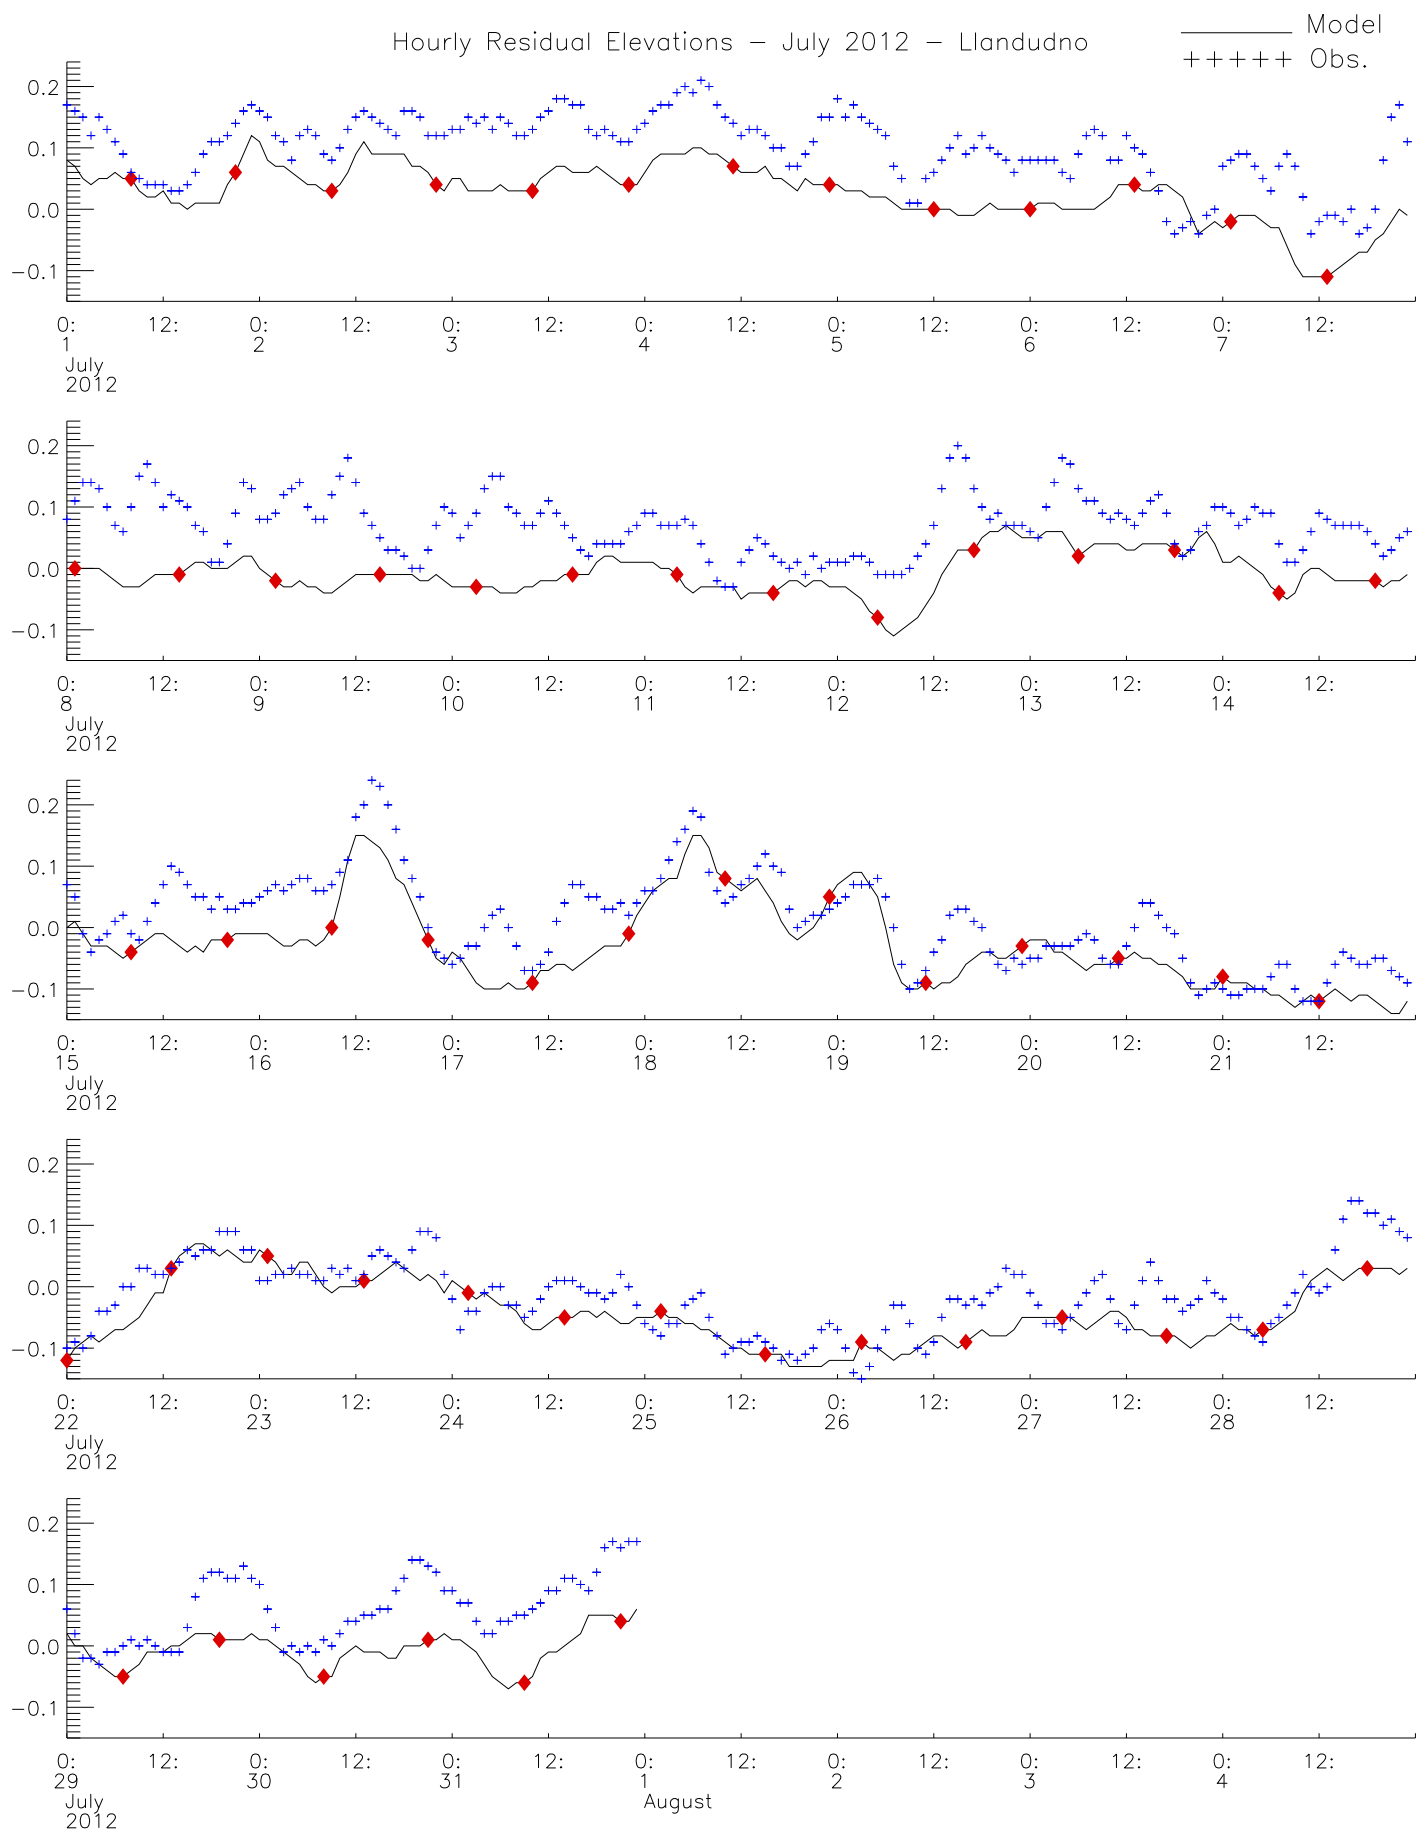 Hourly Residual Elevations – July 2012 – Llandudno
Model
+++++ Obs.
0.2
0.1
0.0
−0.1
0: 12: 0: 12: 0: 12: 0: 12: 0: 12: 0: 12: 0: 12:
1 2 3 4 5 6 7
July
2012
0.2
0.1
0.0
−0.1
0: 12: 0: 12: 0: 12: 0: 12: 0: 12: 0: 12: 0: 12:
8 9 10 11 12 13 14
July
2012
0.2
0.1
0.0
−0.1
0: 12: 0: 12: 0: 12: 0: 12: 0: 12: 0: 12: 0: 12:
15 16 17 18 19 20 21
July
2012
0.2
0.1
0.0
−0.1
0: 12: 0: 12: 0: 12: 0: 12: 0: 12: 0: 12: 0: 12:
22 23 24 25 26 27 28
July
2012
0.2
0.1
0.0
−0.1
0: 12: 0: 12: 0: 12: 0: 12: 0: 12: 0: 12: 0: 12:
29 30 31 1 2 3 4
July August
2012